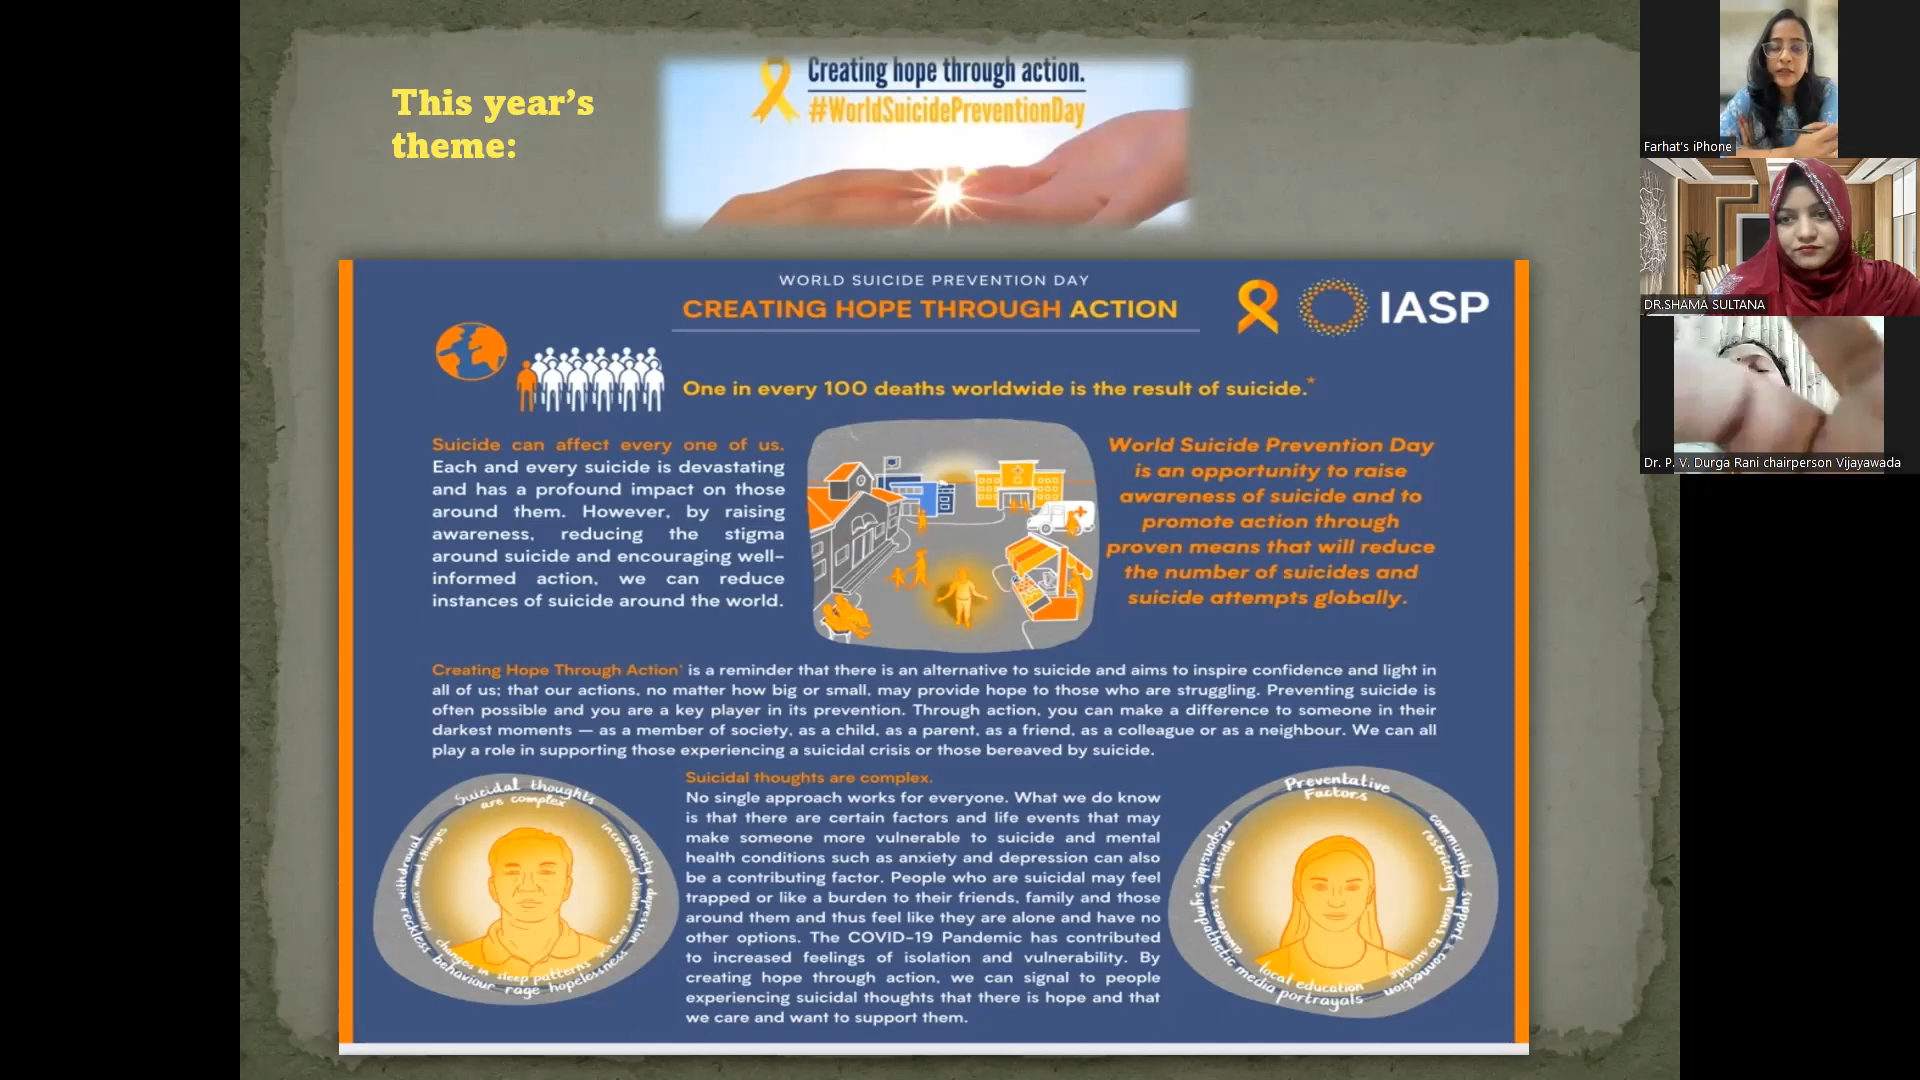 This year's
theme:
Creating hope through action.
#WorldSuicidePreventionDay
WORLD SUICIDE PREVENTION DAY
CREATING HOPE THROUGH ACTION
IASP
One in every 100 deaths worldwide is the result of suicide.*
Suicide can affect every one of us.
Each and every suicide is devastating
and has a profound impact on those
around them. However, by raising
awareness, reducing the stigma
around suicide and encouraging well-
informed action, we can reduce
instances of suicide around the world.
World Suicide Prevention Day
is an opportunity to raise
awareness of suicide and to
promote action through
proven means that will reduce
the number of suicides and
suicide attempts globally.
Creating Hope Through Action' is a reminder that there is an alternative to suicide and aims to inspire confidence and light in
all of us; that our actions, no matter how big or small, may provide hope to those who are struggling. Preventing suicide is
often possible and you are a key player in its prevention. Through action, you can make a difference to someone in their
darkest moments — as a member of society, as a child, as a parent, as a friend, as a colleague or as a neighbour. We can all
play a role in supporting those experiencing a suicidal crisis or those bereaved by suicide.
Suicidal thoughts
are complex
anxiety & depression
increased alcohol or drug
hopelessness
rage
changes in sleep patterns
reckless behaviour
withdrawal
dramatic mood changes
Suicidal thoughts are complex.
No single approach works for everyone. What we do know
is that there are certain factors and life events that may
make someone more vulnerable to suicide and mental
health conditions such as anxiety and depression can also
be a contributing factor. People who are suicidal may feel
trapped or like a burden to their friends, family and those
around them and thus feel like they are alone and have no
other options. The COVID-19 Pandemic has contributed
to increased feelings of isolation and vulnerability. By
creating hope through action, we can signal to people
experiencing suicidal thoughts that there is hope and that
we care and want to support them.
Preventative
Factors
community support & connection
restricting means to suicide
local education
responsible, sympathetic media portrayals
awareness of suicide
Farhat's iPhone
DR.SHAMA SULTANA
Dr. P. V. Durga Rani chairperson Vijayawada